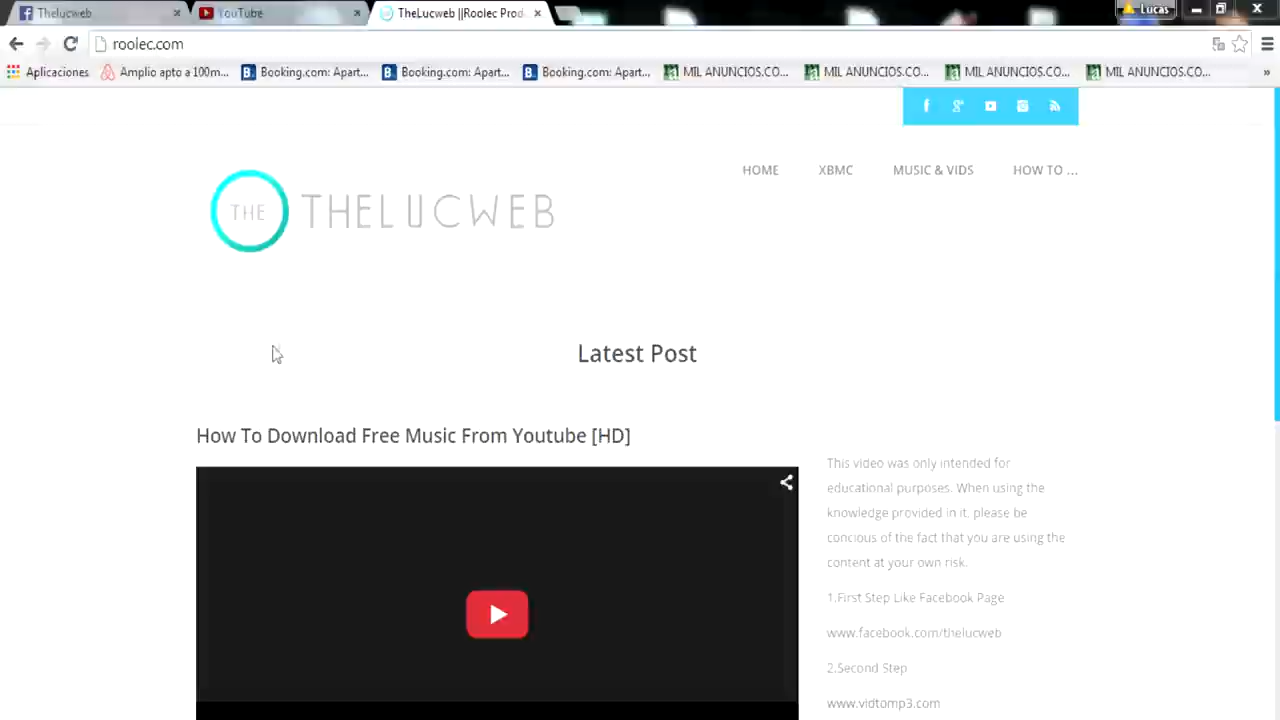 Thelucweb
YouTube
TheLucweb ||Roolec Prod
Lucas
roolec.com
Aplicaciones
Amplio apto a 100m...
Booking.com: Apart...
Booking.com: Apart...
Booking.com: Apart...
MIL ANUNCIOS.CO...
MIL ANUNCIOS.CO...
MIL ANUNCIOS.CO...
MIL ANUNCIOS.CO...
HOME
XBMC
MUSIC & VIDS
HOW TO ...
THE
THELUCWEB
Latest Post
How To Download Free Music From Youtube [HD]
This video was only intended for
educational purposes. When using the
knowledge provided in it, please be
concious of the fact that you are using the
content at your own risk.
1.First Step Like Facebook Page
www.facebook.com/thelucweb
2.Second Step
www.vidtomp3.com